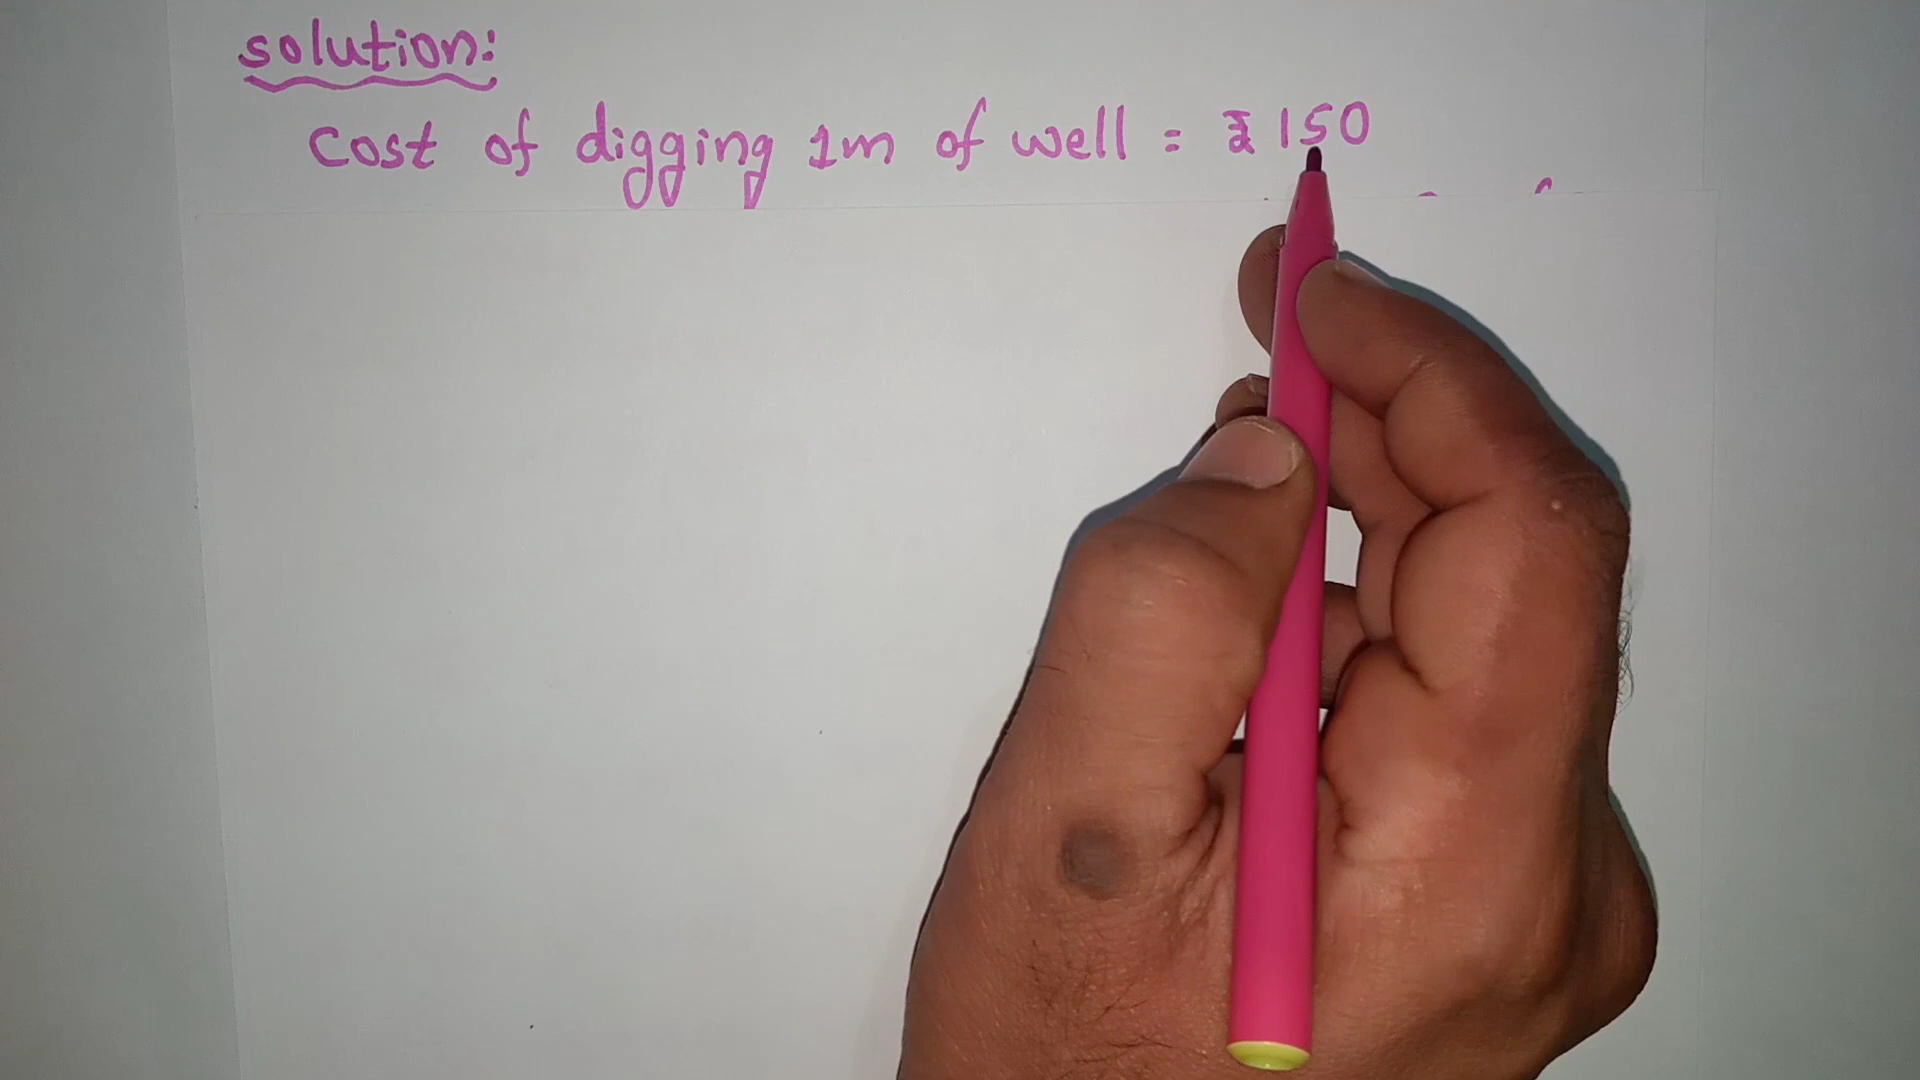 solution:
cost of digging 1m of well = ₹150